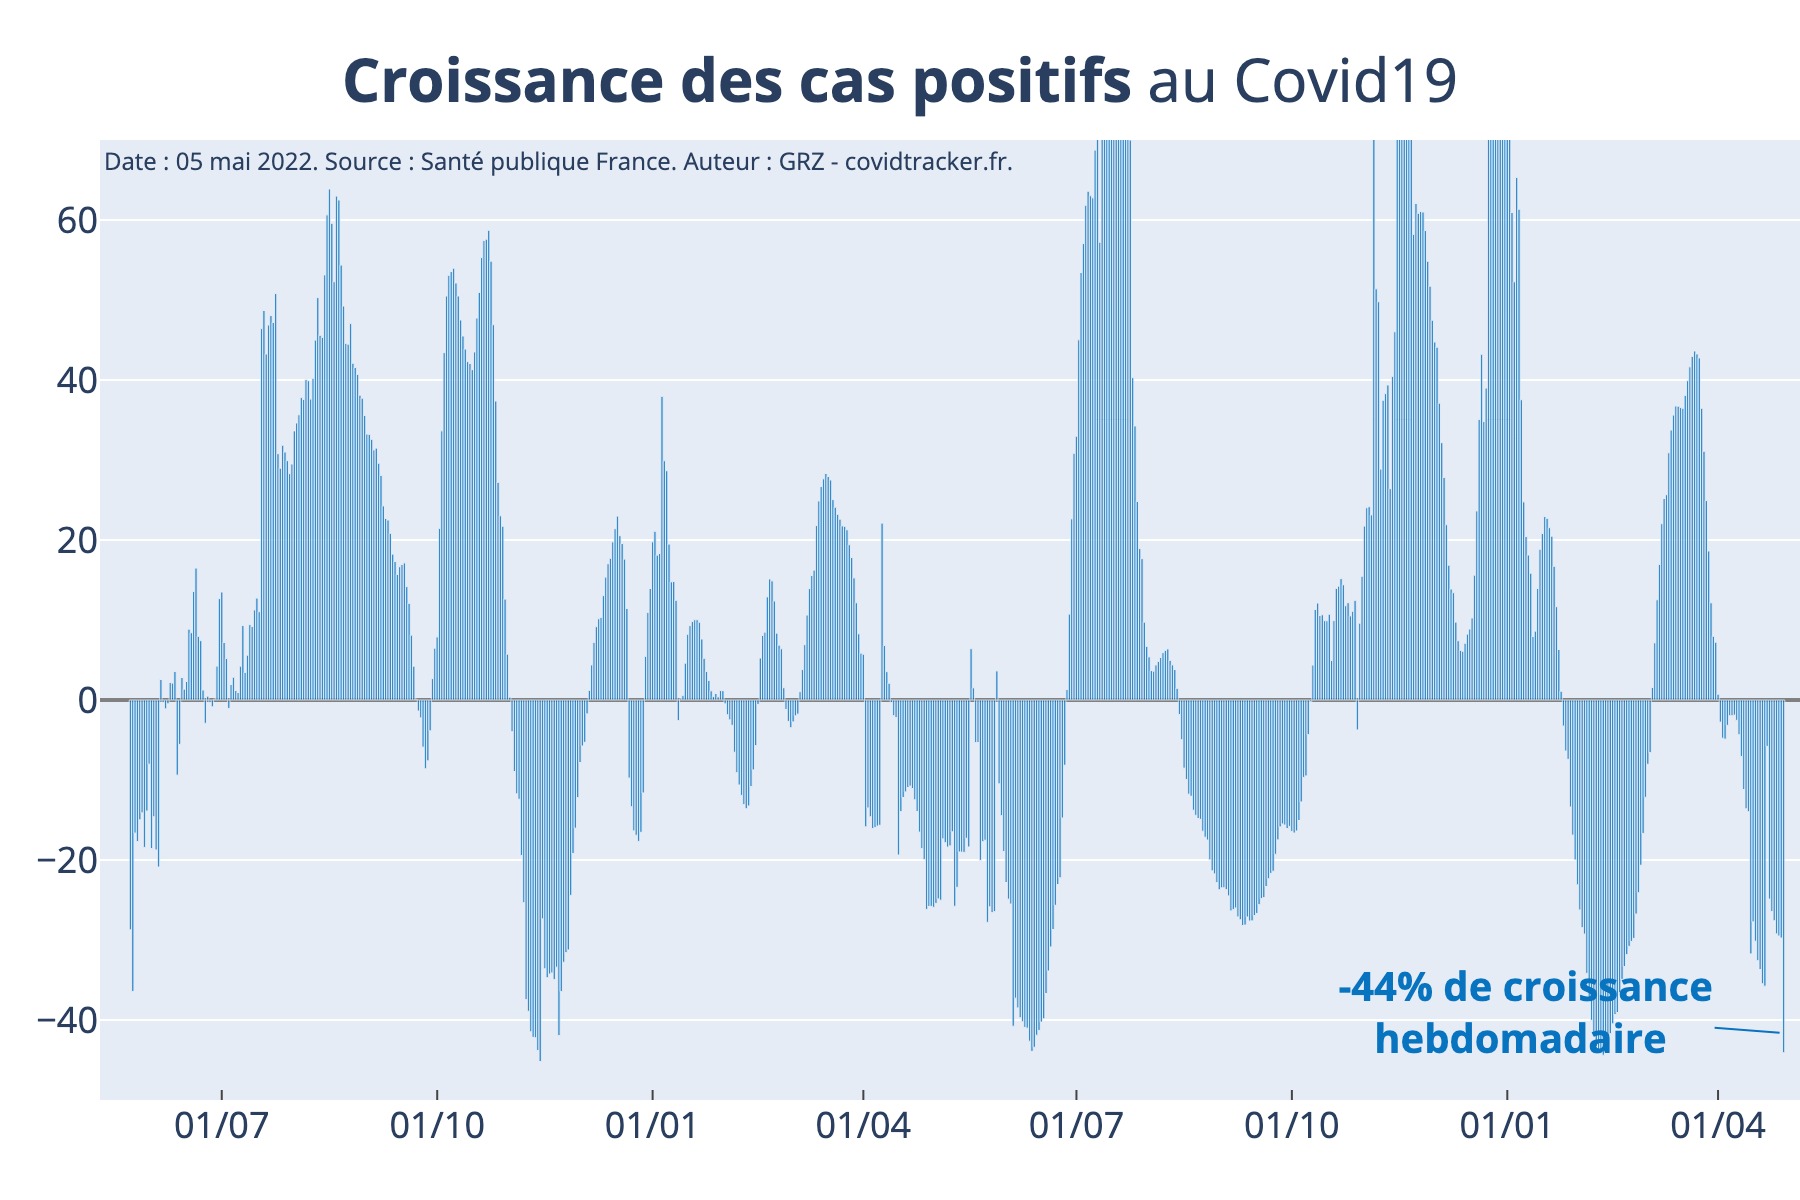 Croissance des cas positifs au Covid19
Date : 05 mai 2022. Source : Santé publique France. Auteur : GRZ - covidtracker.fr.
60
40
20
0
−20
−40
-44% de croissance
hebdomadaire
01/07 01/10 01/01 01/04 01/07 01/10 01/01 01/04